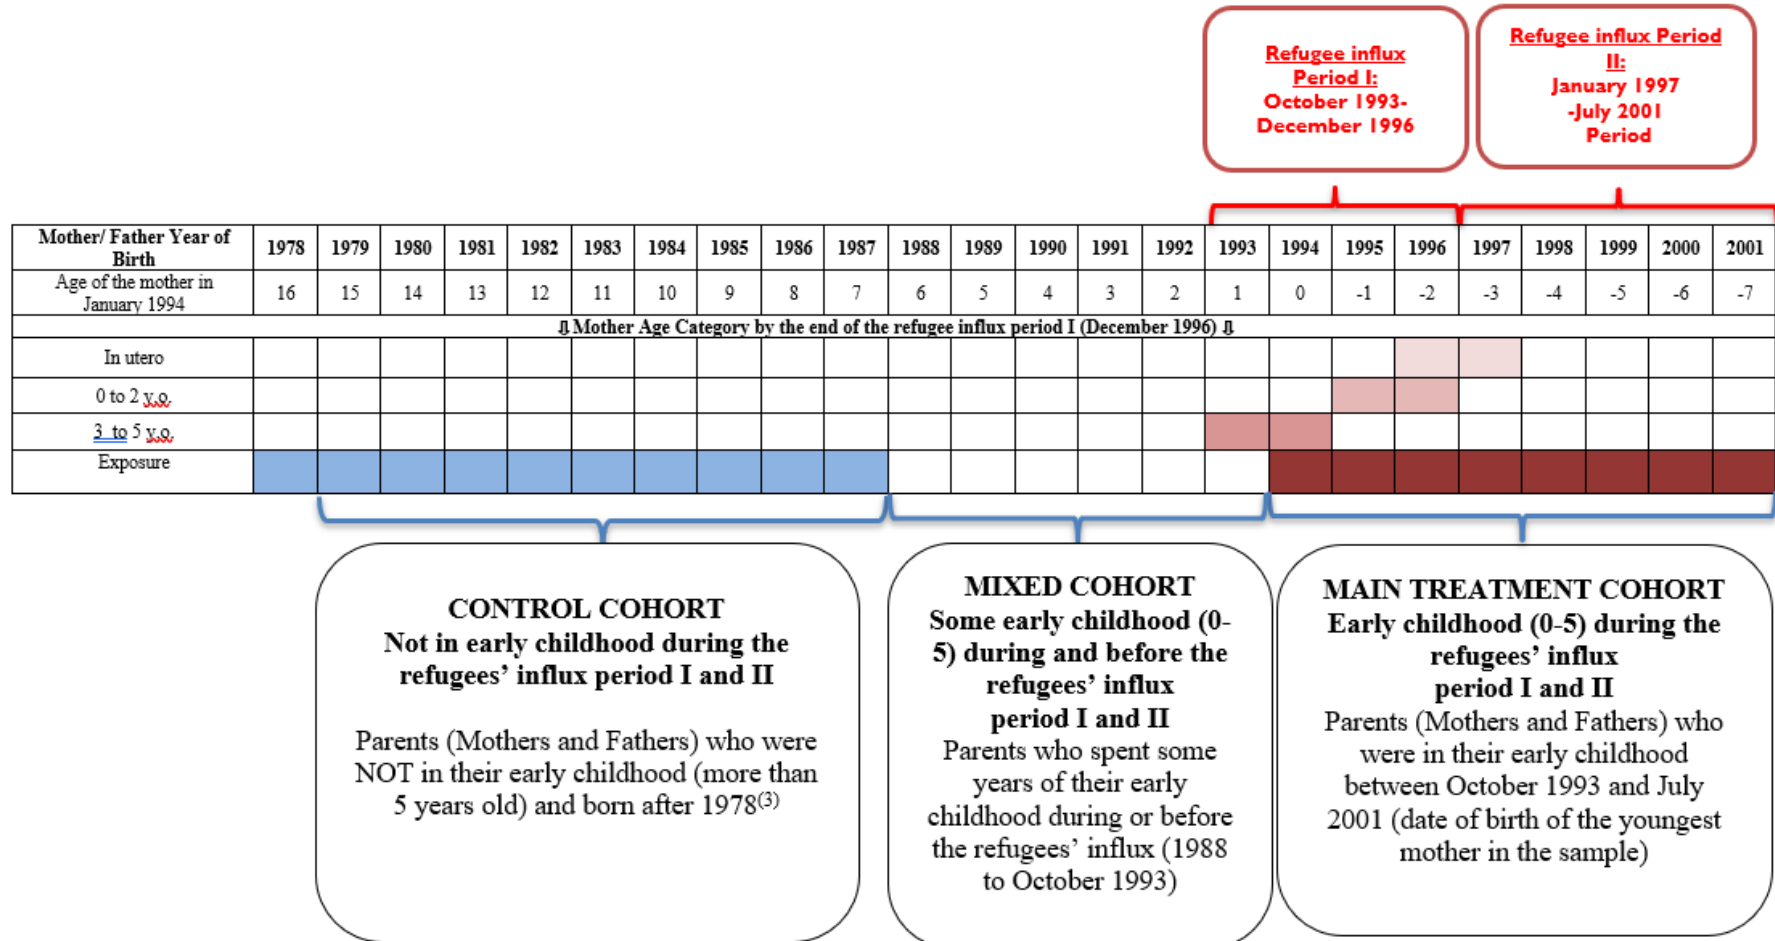 Refugee influx
Period I:
October 1993-
December 1996
Refugee influx Period
II:
January 1997
-July 2001
Period
Mother/ Father Year of
Birth
1978 1979 1980 1981 1982 1983 1984 1985 1986 1987 1988 1989 1990 1991 1992 1993 1994 1995 1996 1997 1998 1999 2000 2001
Age of the mother in
January 1994
16 15 14 13 12 11 10 9 8 7 6 5 4 3 2 1 0 -1 -2 -3 -4 -5 -6 -7
⇩Mother Age Category by the end of the refugee influx period I (December 1996) ⇩
In utero
0 to 2 y.o.
3 to 5 y.o.
Exposure
CONTROL COHORT
Not in early childhood during the
refugees’ influx period I and II
Parents (Mothers and Fathers) who were
NOT in their early childhood (more than
5 years old) and born after 1978(3)
MIXED COHORT
Some early childhood (0-
5) during and before the
refugees’ influx
period I and II
Parents who spent some
years of their early
childhood during or before
the refugees’ influx (1988
to October 1993)
MAIN TREATMENT COHORT
Early childhood (0-5) during the
refugees’ influx
period I and II
Parents (Mothers and Fathers) who
were in their early childhood
between October 1993 and July
2001 (date of birth of the youngest
mother in the sample)